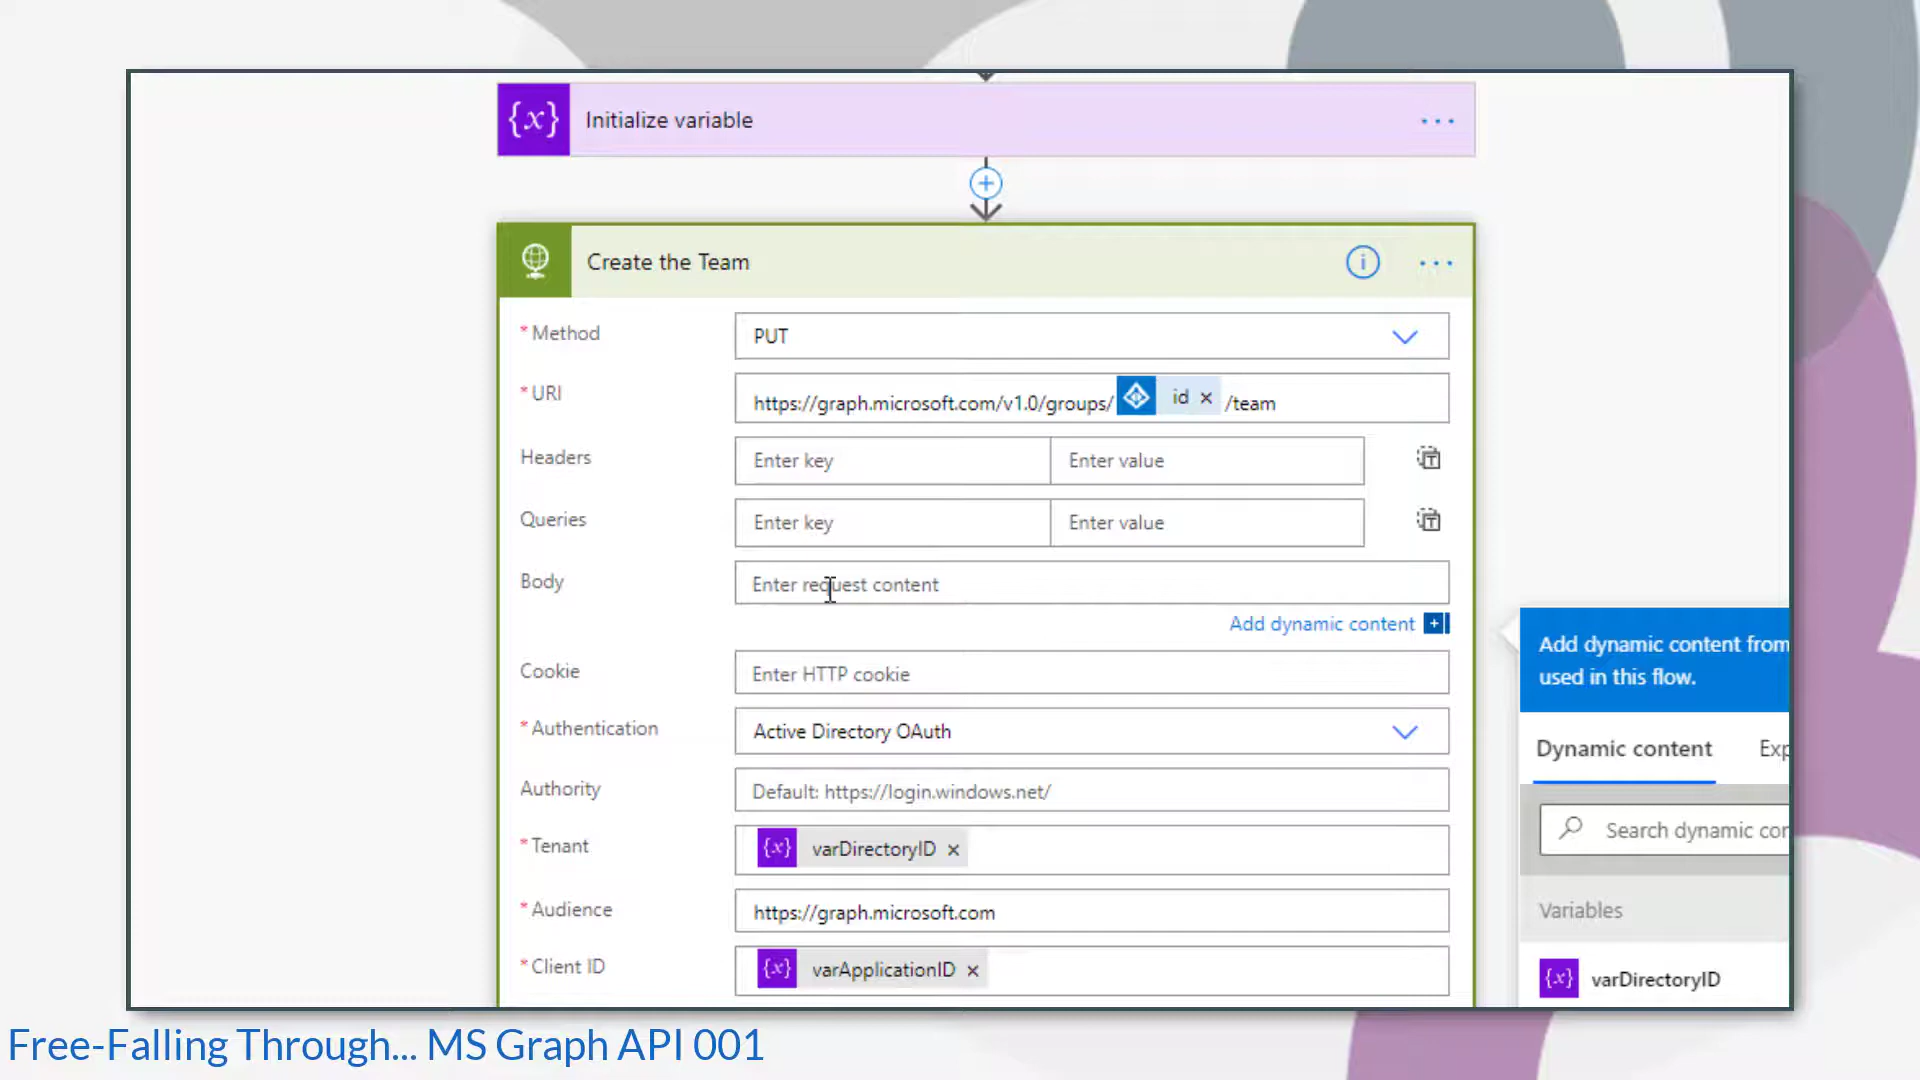 {x} Initialize variable ...
Create the Team i ...
* Method PUT
* URI https://graph.microsoft.com/v1.0/groups/ id × /team
Headers Enter key Enter value T
Queries Enter key Enter value T
Body Enter request content
Add dynamic content +
Add dynamic content from
used in this flow.
Cookie Enter HTTP cookie
* Authentication Active Directory OAuth
Dynamic content Exp
Authority Default: https://login.windows.net/
Search dynamic con
* Tenant {x} varDirectoryID ×
* Audience https://graph.microsoft.com
Variables
* Client ID {x} varApplicationID ×
{x} varDirectoryID
Free-Falling Through... MS Graph API 001